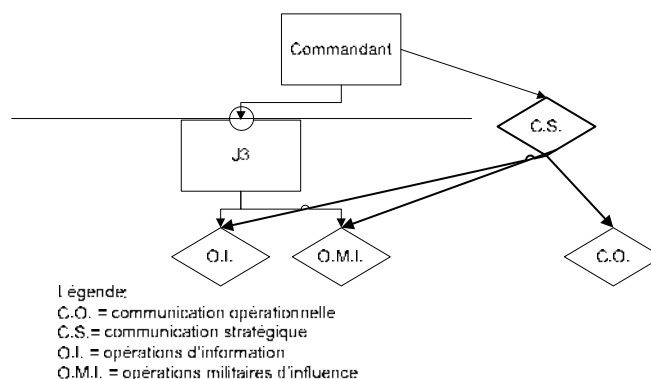 Commandant
C.S.
J3
O.I.
O.M.I.
C.O.
Légende:
C.O. = communication opérationnelle
C.S.= communication stratégique
O.I. = opérations d'information
O.M.I. = opérations militaires d'influence